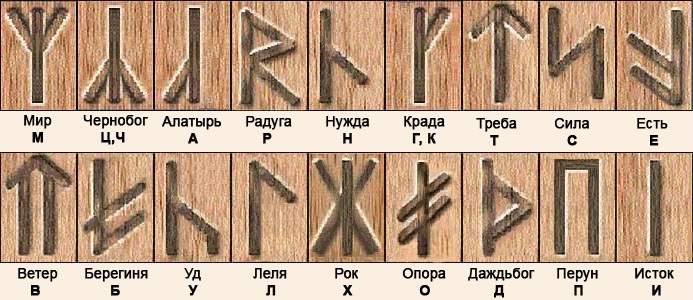 Мир Чернобог Алатырь Радуга Нужда Крада Треба Сила Есть
М Ц,Ч А Р Н Г, К Т С Е
Ветер Берегиня Уд Леля Рок Опора Даждьбог Перун Исток
В Б У Л Х О Д П И